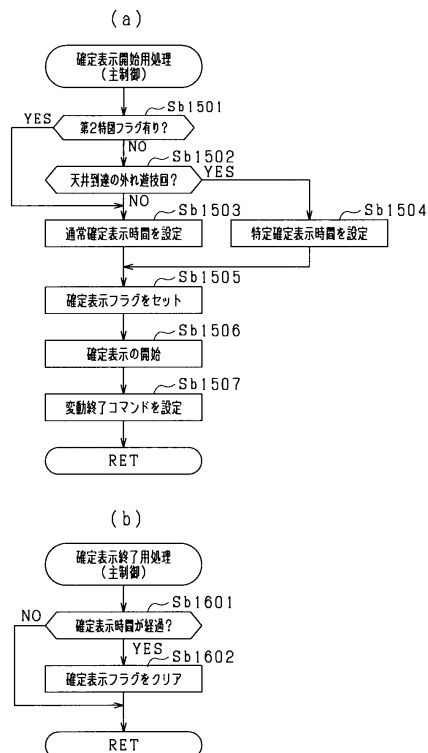 (a)
確定表示開始用処理
(主制御)
Sb1501
YES
第2特図フラグ有り?
NO
Sb1502
天井到達の外れ遊技回?
YES
NO
Sb1503
Sb1504
通常確定表示時間を設定
特定確定表示時間を設定
Sb1505
確定表示フラグをセット
Sb1506
確定表示の開始
Sb1507
変動終了コマンドを設定
RET
(b)
確定表示終了用処理
(主制御)
Sb1601
NO
確定表示時間が経過?
YES
Sb1602
確定表示フラグをクリア
RET